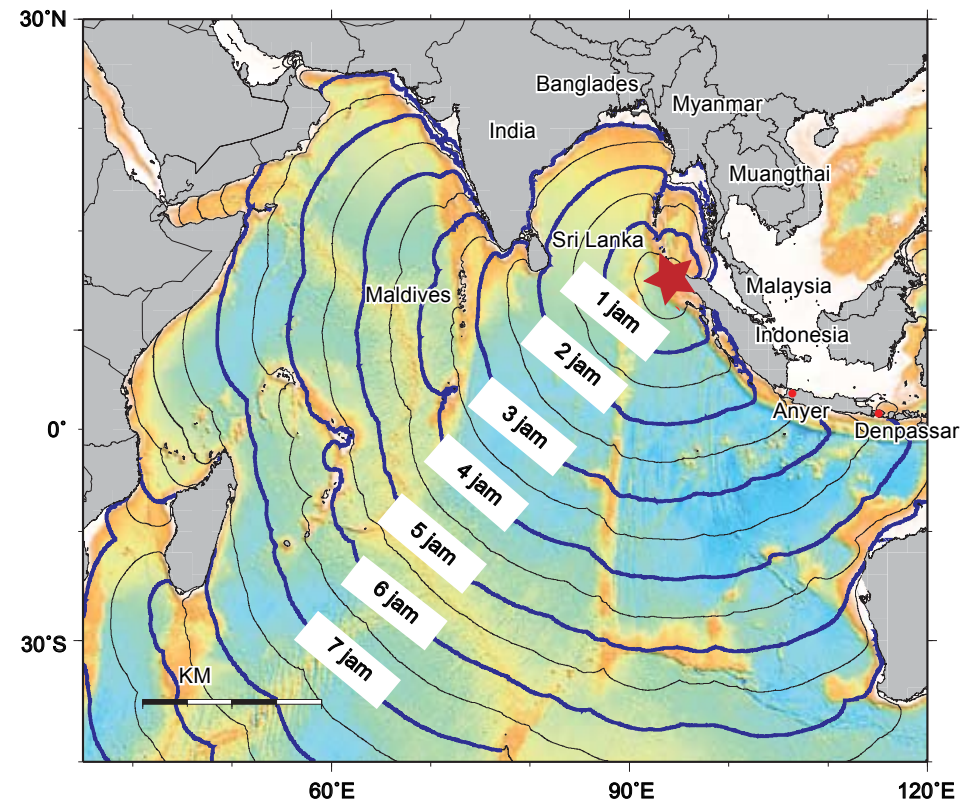 30°N
Banglades
Myanmar
India
Muangthai
Sri Lanka
Maldives
Malaysia
1 jam
Indonesia
2 jam
Anyer
3 jam
0°
Denpassar
4 jam
5 jam
6 jam
30°S
7 jam
KM
60°E
90°E
120°E